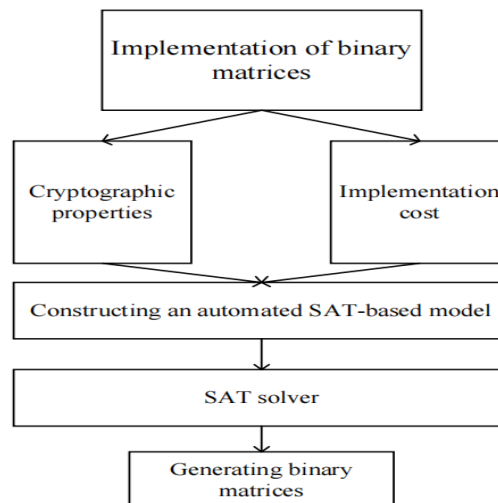 Implementation of binary
matrices
Cryptographic
properties
Implementation
cost
Constructing an automated SAT-based model
SAT solver
Generating binary
matrices